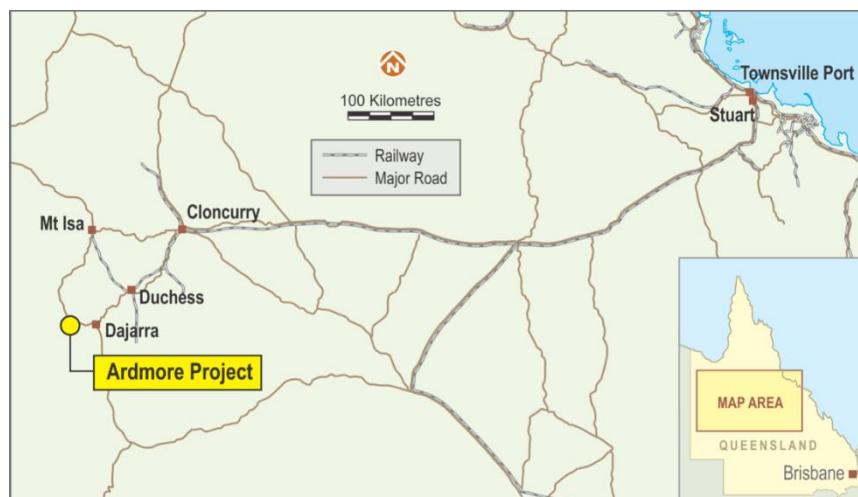 N
100 Kilometres
Railway
Major Road
Townsville Port
Stuart
Mt Isa
Cloncurry
Duchess
Dajarra
Ardmore Project
MAP AREA
QUEENSLAND
Brisbane